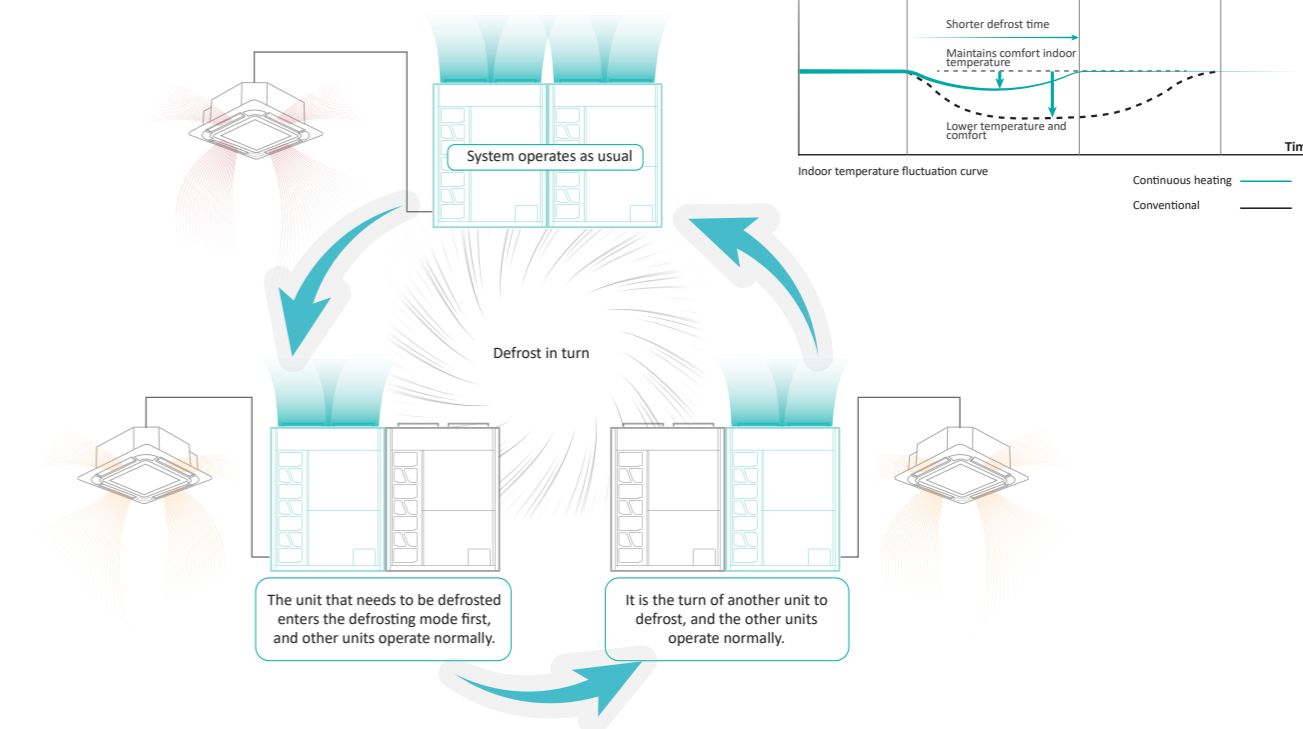 Shorter defrost time
Maintains comfort indoor
temperature
Lower temperature and
comfort
Indoor temperature fluctuation curve
Continuous heating
Conventional
System operates as usual
Defrost in turn
The unit that needs to be defrosted
enters the defrosting mode first,
and other units operate normally.
It is the turn of another unit to
defrost, and the other units
operate normally.